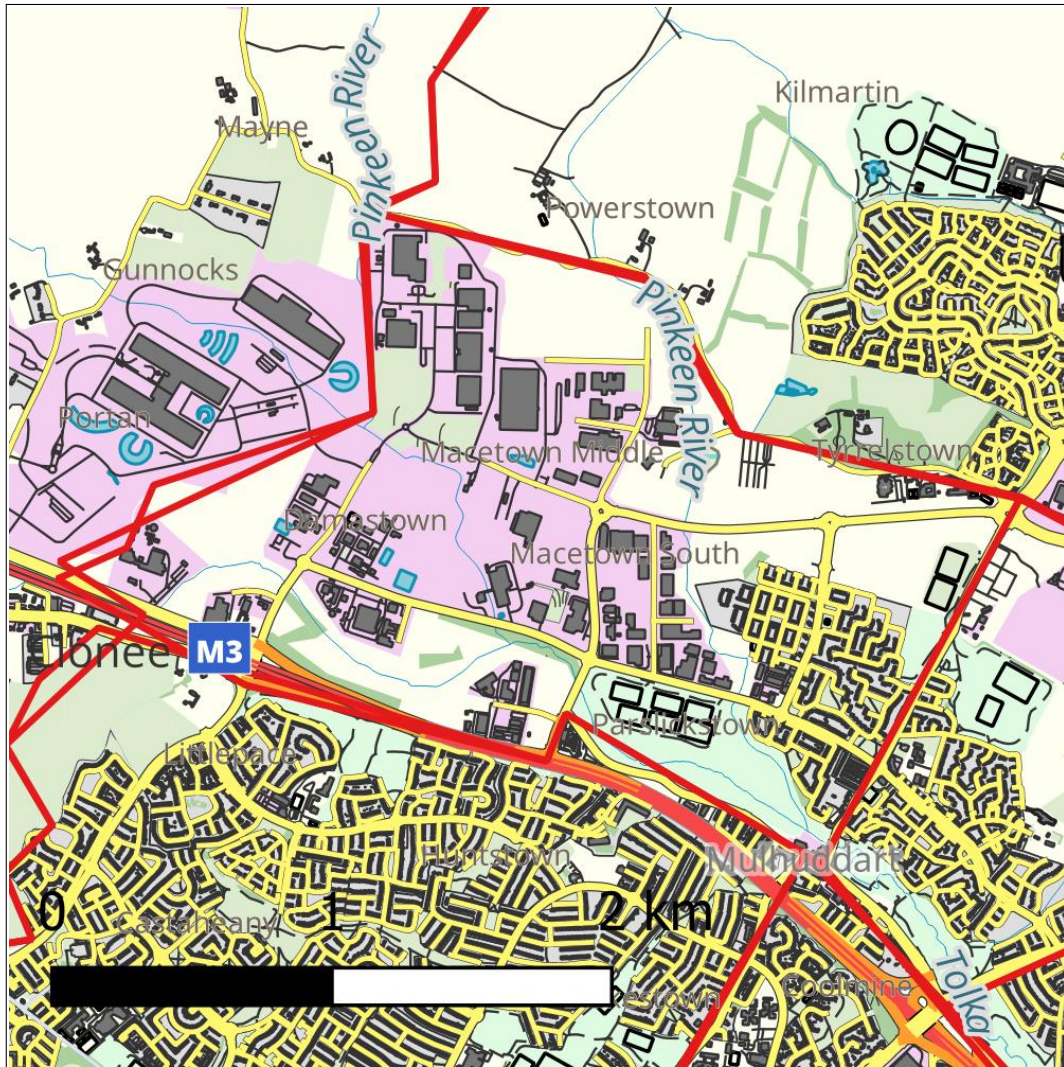 Pinkeen River
Kilmartin
Mayne
Powerstown
Gunnocks
Pinkeen River
Portan
Macetown Middle
Tyrrelstown
Damastown
Macetown South
M3
Parslickstown
Littlepace
Huntstown
Mulhuddart
0 1 2 km
Castaheany
Coolmine
Tolka